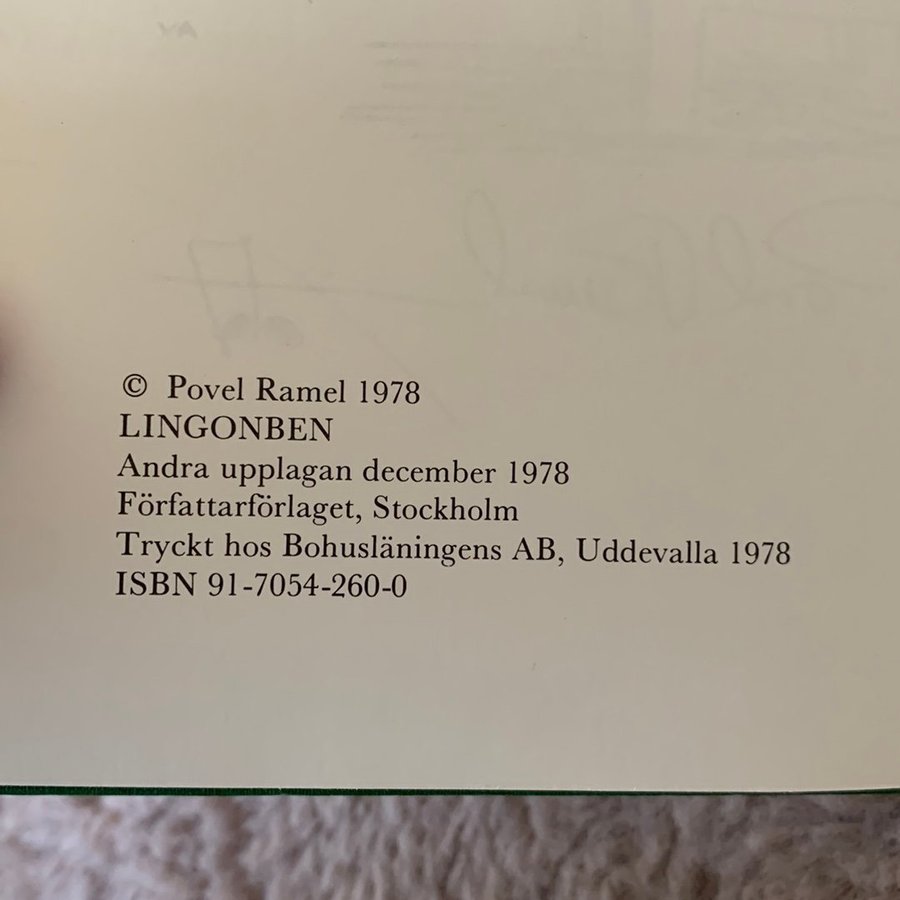 © Povel Ramel 1978
LINGONBEN
Andra upplagan december 1978
Författarförlaget, Stockholm
Tryckt hos Bohusläningens AB, Uddevalla 1978
ISBN 91-7054-260-0